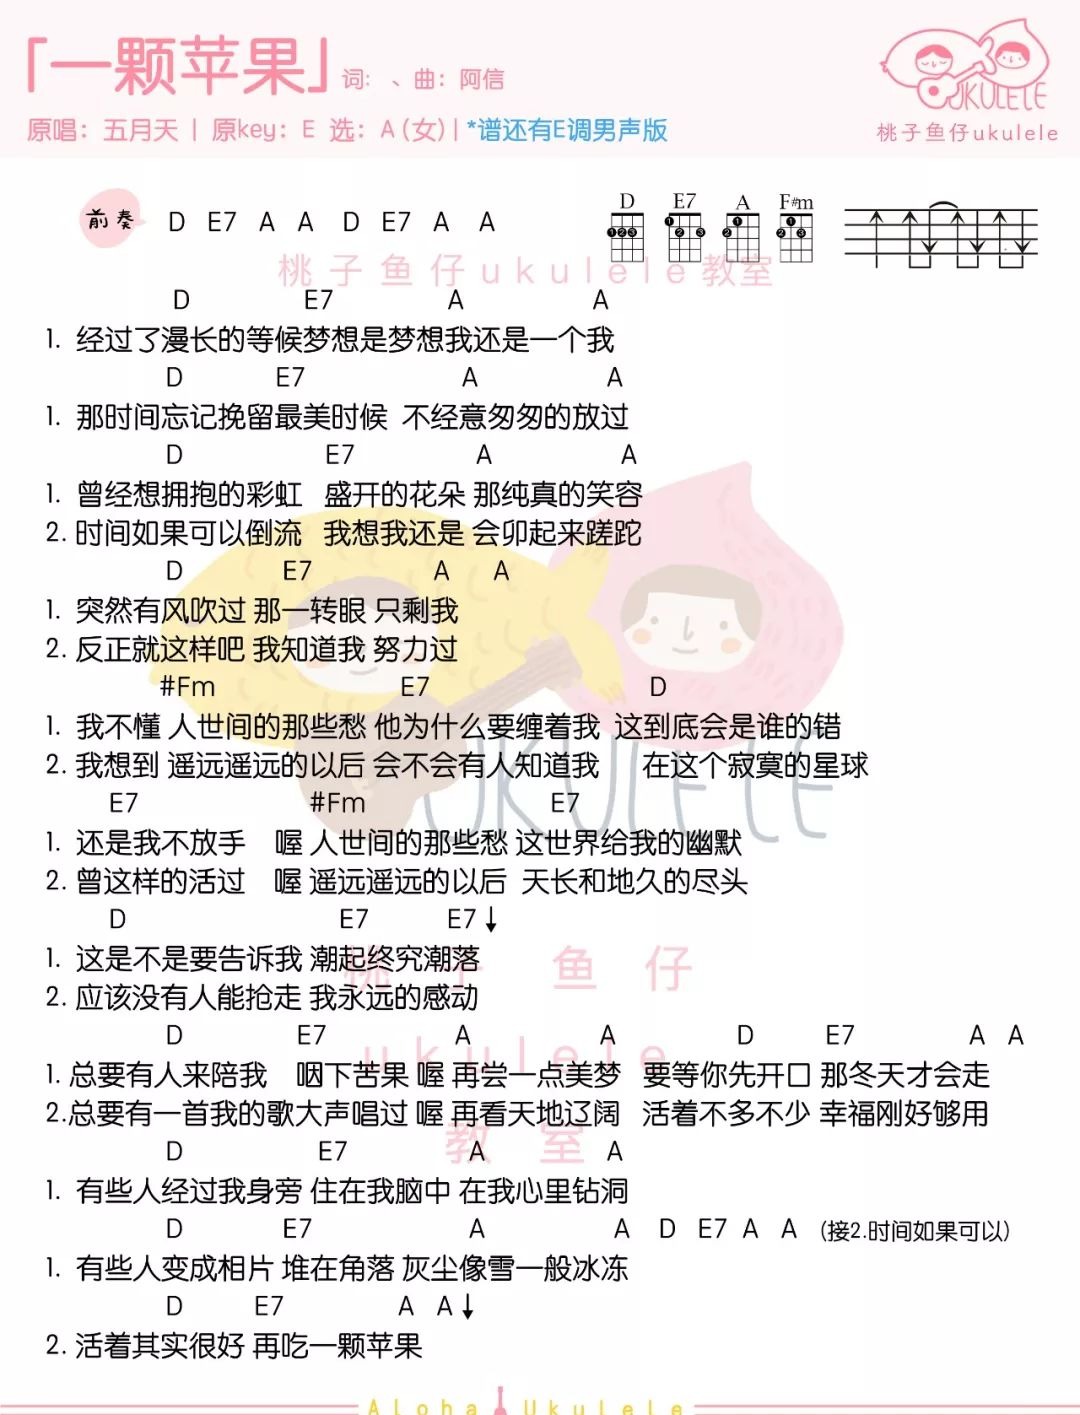 「一颗苹果」 词: 、曲: 阿信
原唱: 五月天 | 原key: E 选: A(女) | *谱还有E调男声版
UKULELE
桃子鱼仔ukulele
前奏 D E7 A A D E7 A A
D E7 A F#m
桃子鱼仔ukulele教室
D E7 A A
1. 经过了漫长的等候梦想是梦想我还是一个我
D E7 A A
1. 那时间忘记挽留最美时候 不经意匆匆的放过
D E7 A A
1. 曾经想拥抱的彩虹 盛开的花朵 那纯真的笑容
2. 时间如果可以倒流 我想我还是 会卯起来蹉跎
D E7 A A
1. 突然有风吹过 那一转眼 只剩我
2. 反正就这样吧 我知道我 努力过
#Fm E7 D
1. 我不懂 人世间的那些愁 他为什么要缠着我 这到底会是谁的错
2. 我想到 遥远遥远的以后 会不会有人知道我 在这个寂寞的星球
UKULELE
E7 #Fm E7
1. 还是我不放手 喔 人世间的那些愁 这世界给我的幽默
2. 曾这样的活过 喔 遥远遥远的以后 天长和地久的尽头
D E7 E7↓
1. 这是不是要告诉我 潮起终究潮落
桃子 鱼仔
2. 应该没有人能抢走 我永远的感动
D E7 A A D E7 A A
ukulele
1. 总要有人来陪我 咽下苦果 喔 再尝一点美梦 要等你先开口 那冬天才会走
2.总要有一首我的歌大声唱过 喔 再看天地辽阔 活着不多不少 幸福刚好够用
教室
D E7 A A
1. 有些人经过我身旁 住在我脑中 在我心里钻洞
D E7 A A D E7 A A (接2.时间如果可以)
1. 有些人变成相片 堆在角落 灰尘像雪一般冰冻
D E7 A A↓
2. 活着其实很好 再吃一颗苹果
Aloha Ukulele